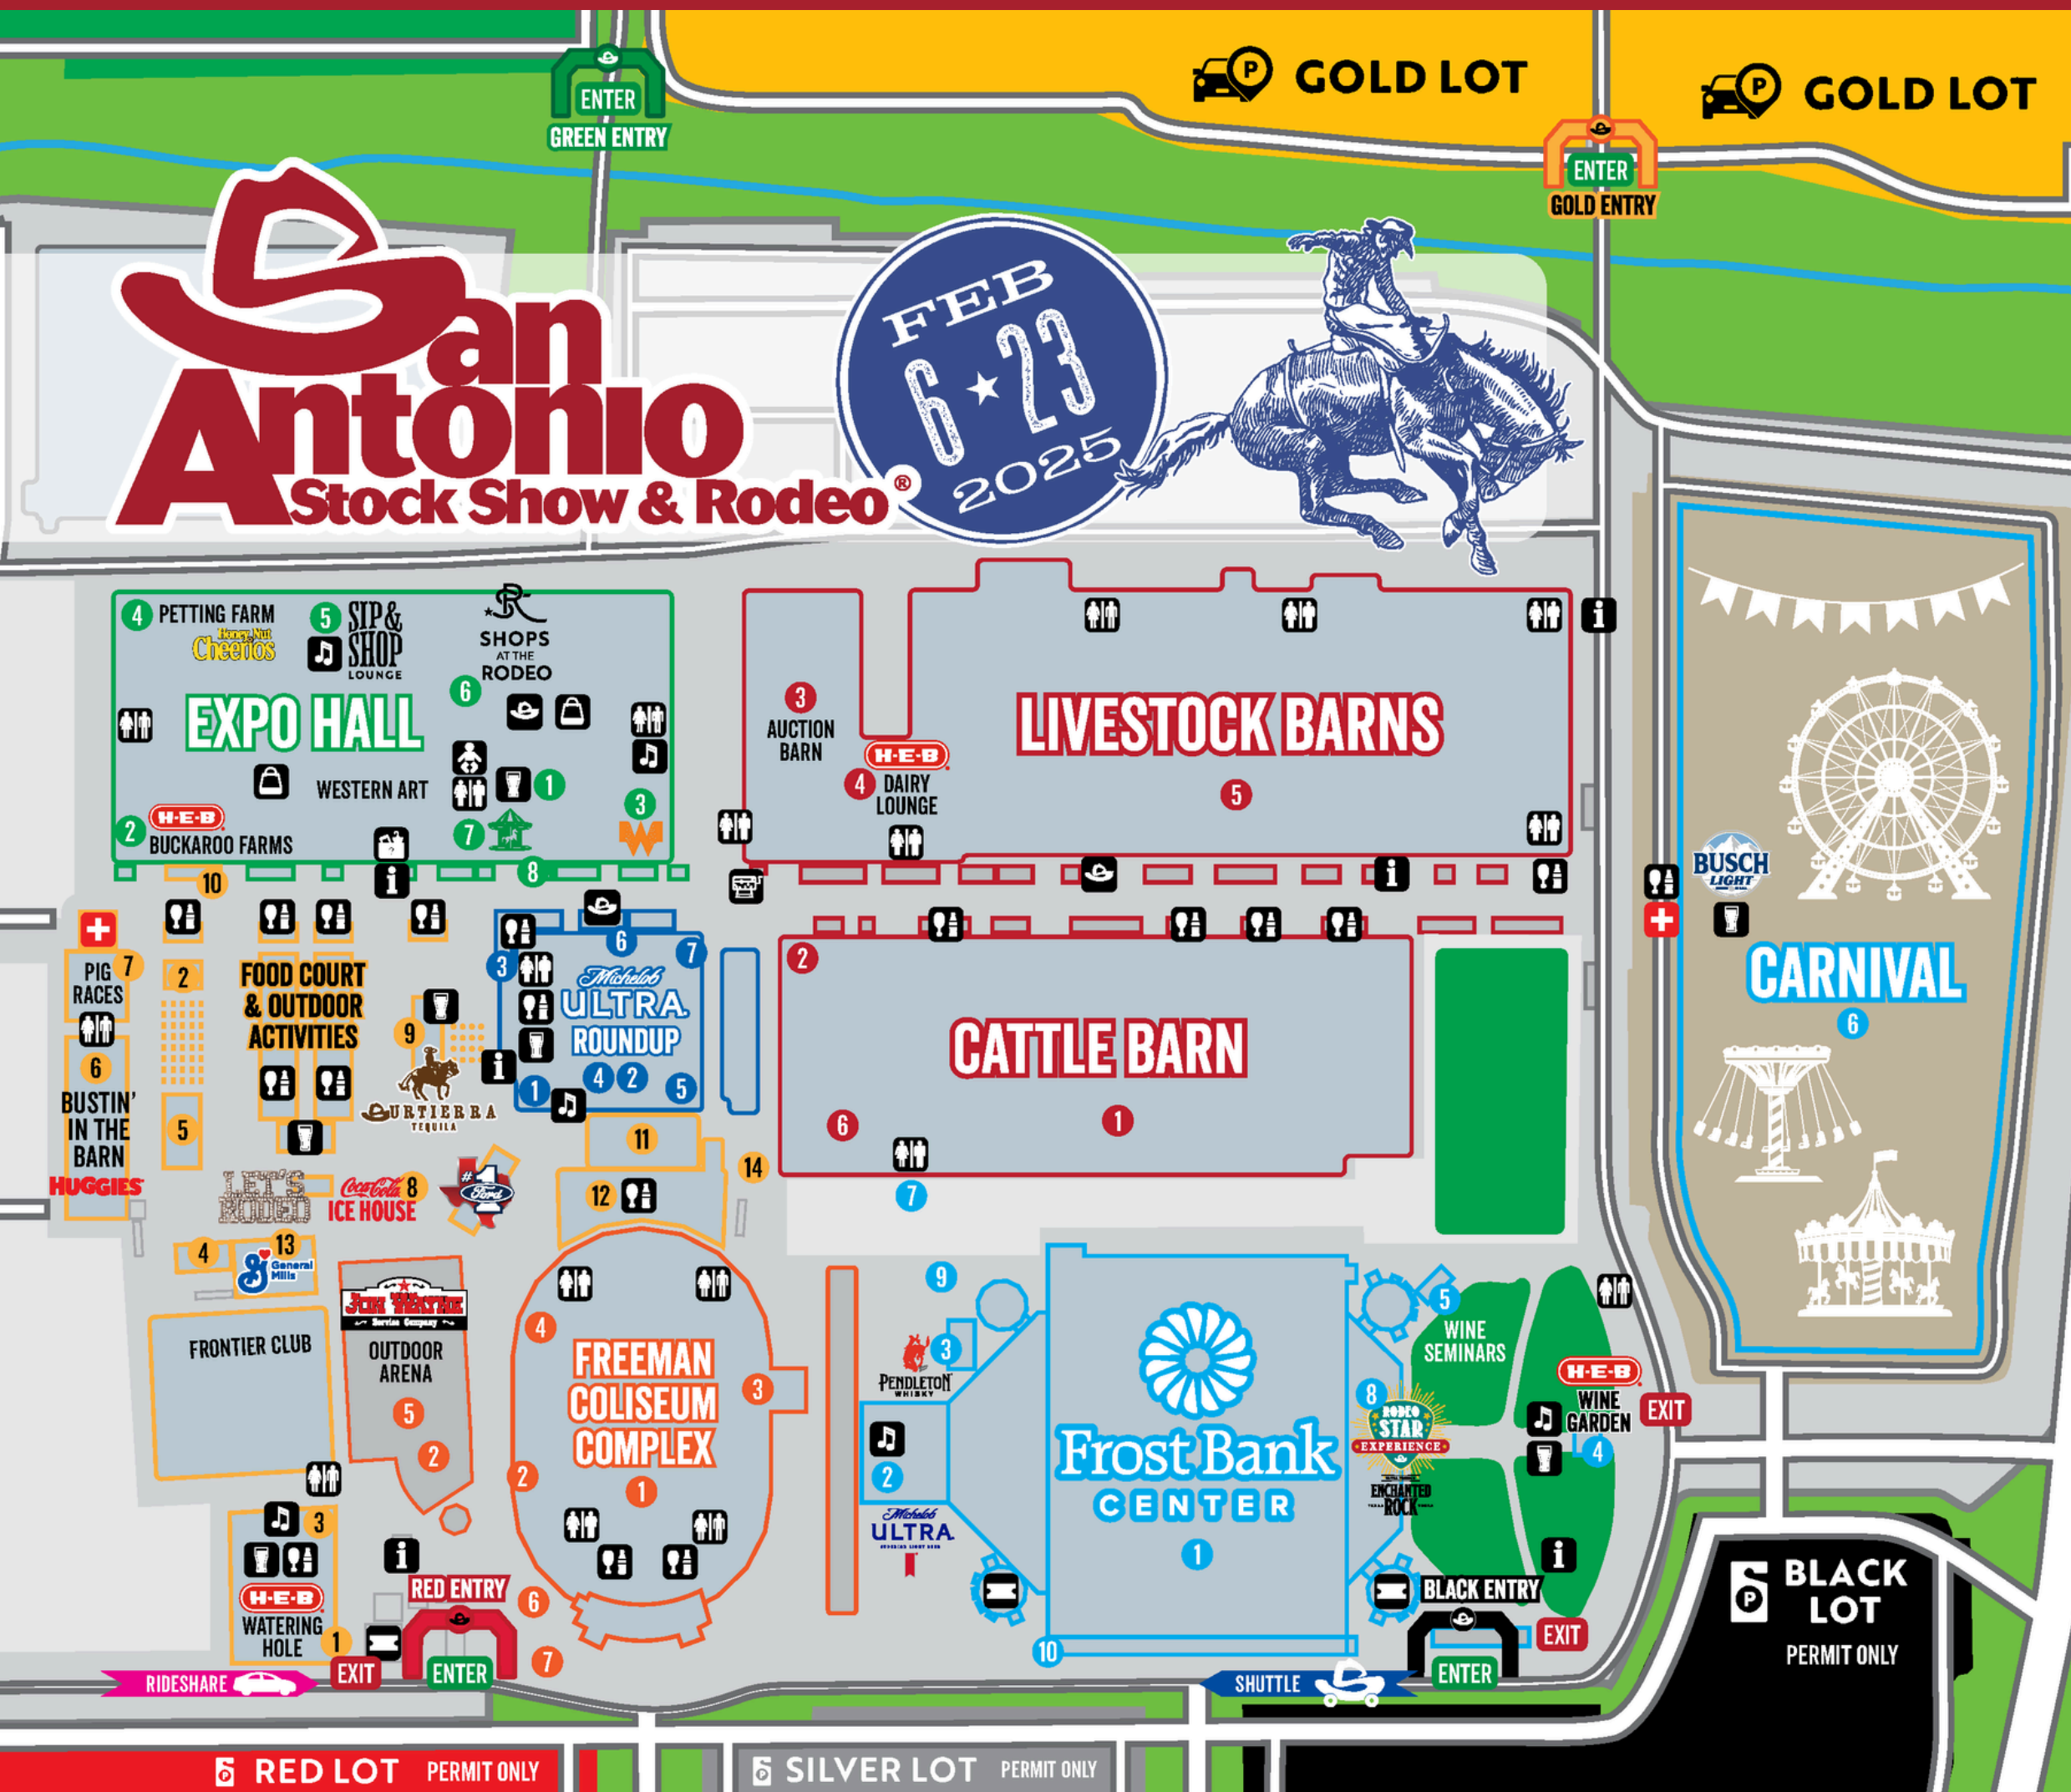 GOLD LOT
GOLD LOT
ENTER
GREEN ENTRY
ENTER
GOLD ENTRY
San
Antonio
Stock Show & Rodeo®
FEB
6 ★ 23
2025
4 PETTING FARM
Honey Nut
Cheerios
5 SIP &
SHOP
LOUNGE
R
SHOPS
AT THE
RODEO
6
EXPO HALL
WESTERN ART
1
3
2 H-E-B
BUCKAROO FARMS
7
W
8
10
3
AUCTION
BARN
H-E-B
4 DAIRY
LOUNGE
LIVESTOCK BARNS
5
BUSCH
LIGHT
CARNIVAL
6
PIG 7
RACES
6
BUSTIN'
IN THE
BARN
HUGGIES
2
5
FOOD COURT
& OUTDOOR
ACTIVITIES
9
CURTIERRA
TEQUILA
3
6
7
Michelob
ULTRA
ROUNDUP
1
4 2
5
2
CATTLE BARN
6
1
7
LET'S
RODEO
Coca-Cola 8
ICE HOUSE
#1
Ford
11
12
14
4
13
General
Mills
FRONTIER CLUB
JON WAYNE
Service Company
OUTDOOR
ARENA
5
2
4
FREEMAN
COLISEUM
COMPLEX
3
2
1
6
7
9
3
PENDLETON
WHISKY
2
Michelob
ULTRA
Frost Bank
CENTER
1
10
5
WINE
SEMINARS
8
RODEO
STAR
EXPERIENCE
ENCHANTED
ROCK
H-E-B
WINE
GARDEN
4
EXIT
3
H-E-B
WATERING
HOLE
1
RED ENTRY
ENTER
EXIT
RIDESHARE
BLACK ENTRY
ENTER
EXIT
SHUTTLE
BLACK
LOT
PERMIT ONLY
RED LOT PERMIT ONLY
SILVER LOT PERMIT ONLY